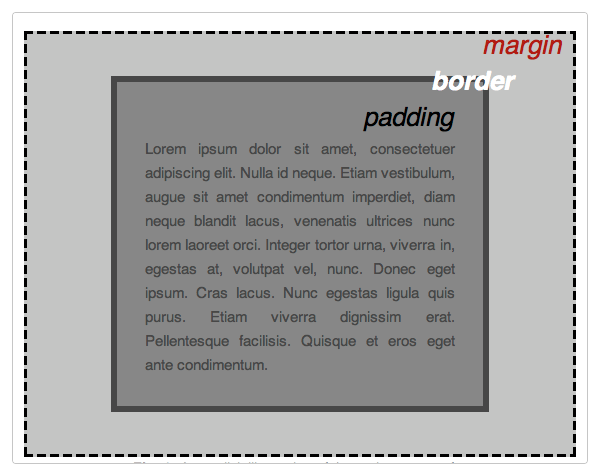 margin
border
padding
Lorem ipsum dolor sit amet, consectetuer
adipiscing elit. Nulla id neque. Etiam vestibulum,
augue sit amet condimentum imperdiet, diam
neque blandit lacus, venenatis ultrices nunc
lorem laoreet orci. Integer tortor urna, viverra in,
egestas at, volutpat vel, nunc. Donec eget
ipsum. Cras lacus. Nunc egestas ligula quis
purus. Etiam viverra dignissim erat.
Pellentesque facilisis. Quisque et eros eget
ante condimentum.